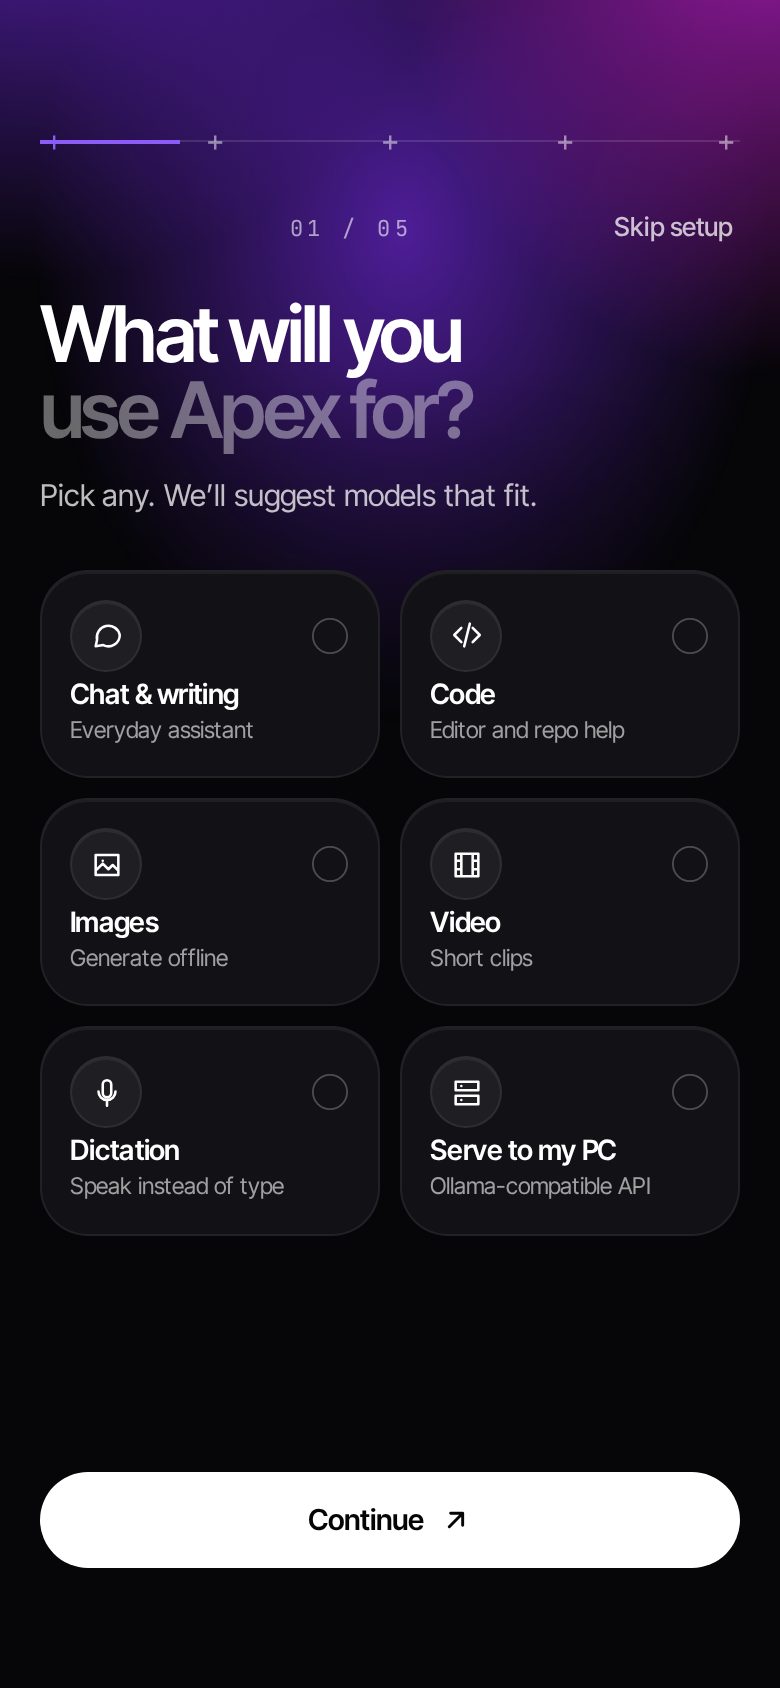 01 / 05
Skip setup
What will you
use Apex for?
Pick any. We’ll suggest models that fit.
Chat & writing
Everyday assistant
Code
Editor and repo help
Images
Generate offline
Video
Short clips
Dictation
Speak instead of type
Serve to my PC
Ollama-compatible API
Continue